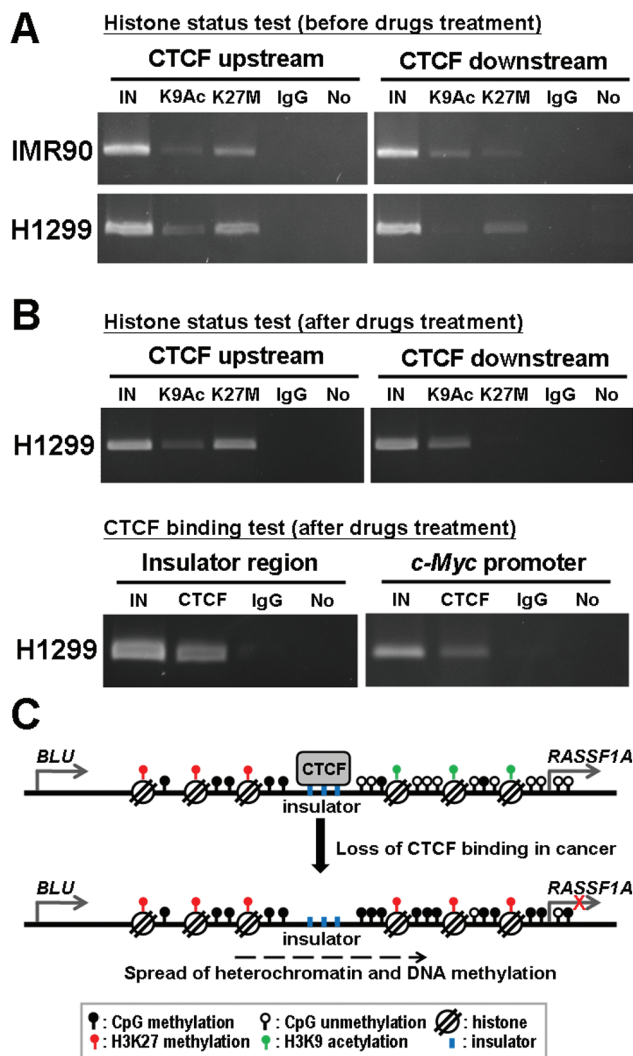 A
Histone status test (before drugs treatment)
CTCF upstream CTCF downstream
IN K9Ac K27M IgG No IN K9Ac K27M IgG No
IMR90
H1299
B
Histone status test (after drugs treatment)
CTCF upstream CTCF downstream
IN K9Ac K27M IgG No IN K9Ac K27M IgG No
H1299
CTCF binding test (after drugs treatment)
Insulator region c-Myc promoter
IN CTCF IgG No IN CTCF IgG No
H1299
C
BLU CTCF RASSF1A
insulator
Loss of CTCF binding in cancer
BLU RASSF1A
X
insulator
Spread of heterochromatin and DNA methylation
: CpG methylation : CpG unmethylation : histone
: H3K27 methylation : H3K9 acetylation : insulator